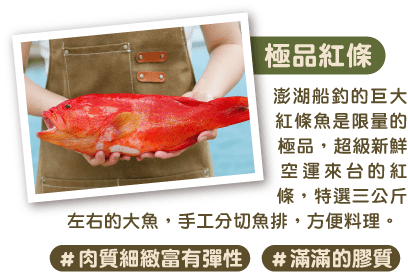 極品紅條
澎湖船釣的巨大
紅條魚是限量的
極品，超級新鮮
空運來台的紅
條，特選三公斤
左右的大魚，手工分切魚排，方便料理。
#肉質細緻富有彈性
#滿滿的膠質